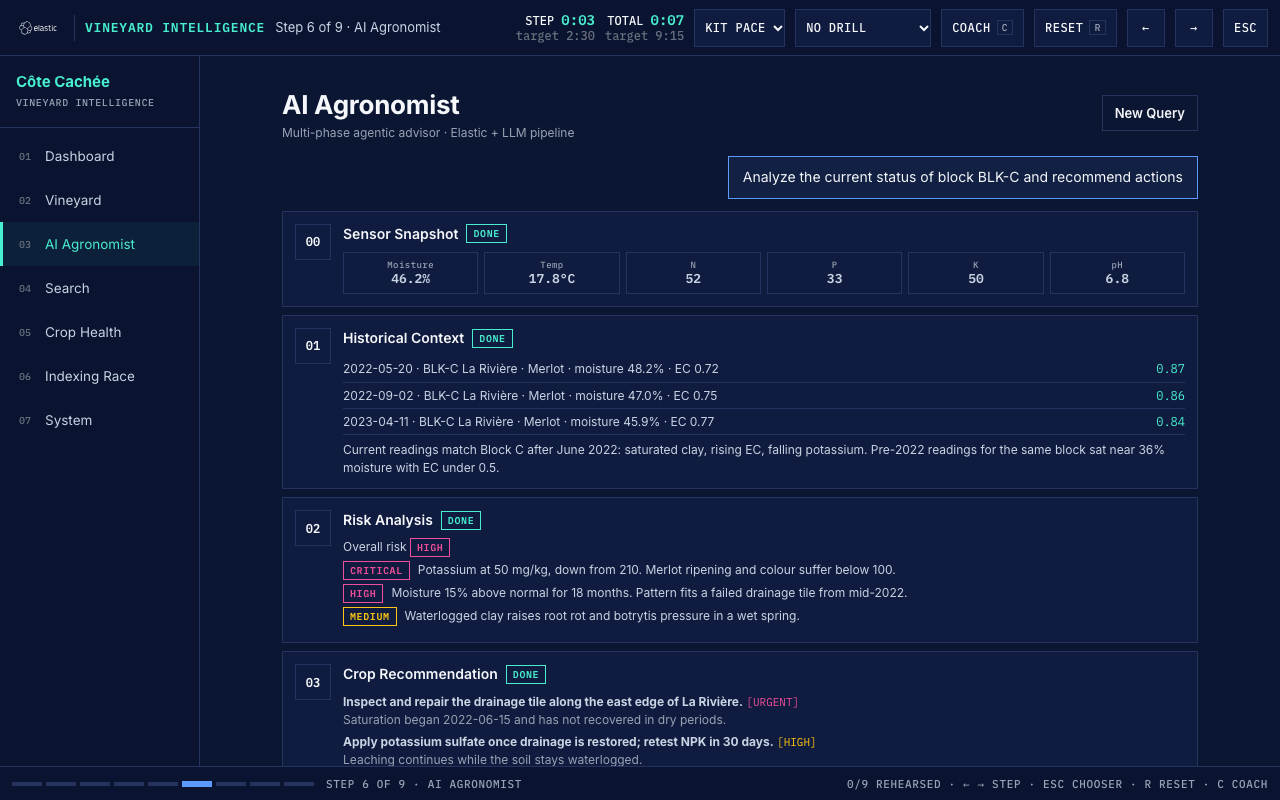 elastic VINEYARD INTELLIGENCE Step 6 of 9 · AI Agronomist STEP 0:03 TOTAL 0:07 KIT PACE NO DRILL COACH C RESET R ← → ESC
target 2:30 target 9:15
Côte Cachée
VINEYARD INTELLIGENCE
01 Dashboard
02 Vineyard
03 AI Agronomist
04 Search
05 Crop Health
06 Indexing Race
07 System
AI Agronomist
Multi-phase agentic advisor · Elastic + LLM pipeline
New Query
Analyze the current status of block BLK-C and recommend actions
00 Sensor Snapshot DONE
Moisture Temp N P K pH
46.2% 17.8°C 52 33 50 6.8
01 Historical Context DONE
2022-05-20 · BLK-C La Rivière · Merlot · moisture 48.2% · EC 0.72 0.87
2022-09-02 · BLK-C La Rivière · Merlot · moisture 47.0% · EC 0.75 0.86
2023-04-11 · BLK-C La Rivière · Merlot · moisture 45.9% · EC 0.77 0.84
Current readings match Block C after June 2022: saturated clay, rising EC, falling potassium. Pre-2022 readings for the same block sat near 36%
moisture with EC under 0.5.
02 Risk Analysis DONE
Overall risk HIGH
CRITICAL Potassium at 50 mg/kg, down from 210. Merlot ripening and colour suffer below 100.
HIGH Moisture 15% above normal for 18 months. Pattern fits a failed drainage tile from mid-2022.
MEDIUM Waterlogged clay raises root rot and botrytis pressure in a wet spring.
03 Crop Recommendation DONE
Inspect and repair the drainage tile along the east edge of La Rivière. [URGENT]
Saturation began 2022-06-15 and has not recovered in dry periods.
Apply potassium sulfate once drainage is restored; retest NPK in 30 days. [HIGH]
Leaching continues while the soil stays waterlogged.
STEP 6 OF 9 · AI AGRONOMIST 0/9 REHEARSED · ← → STEP · ESC CHOOSER · R RESET · C COACH